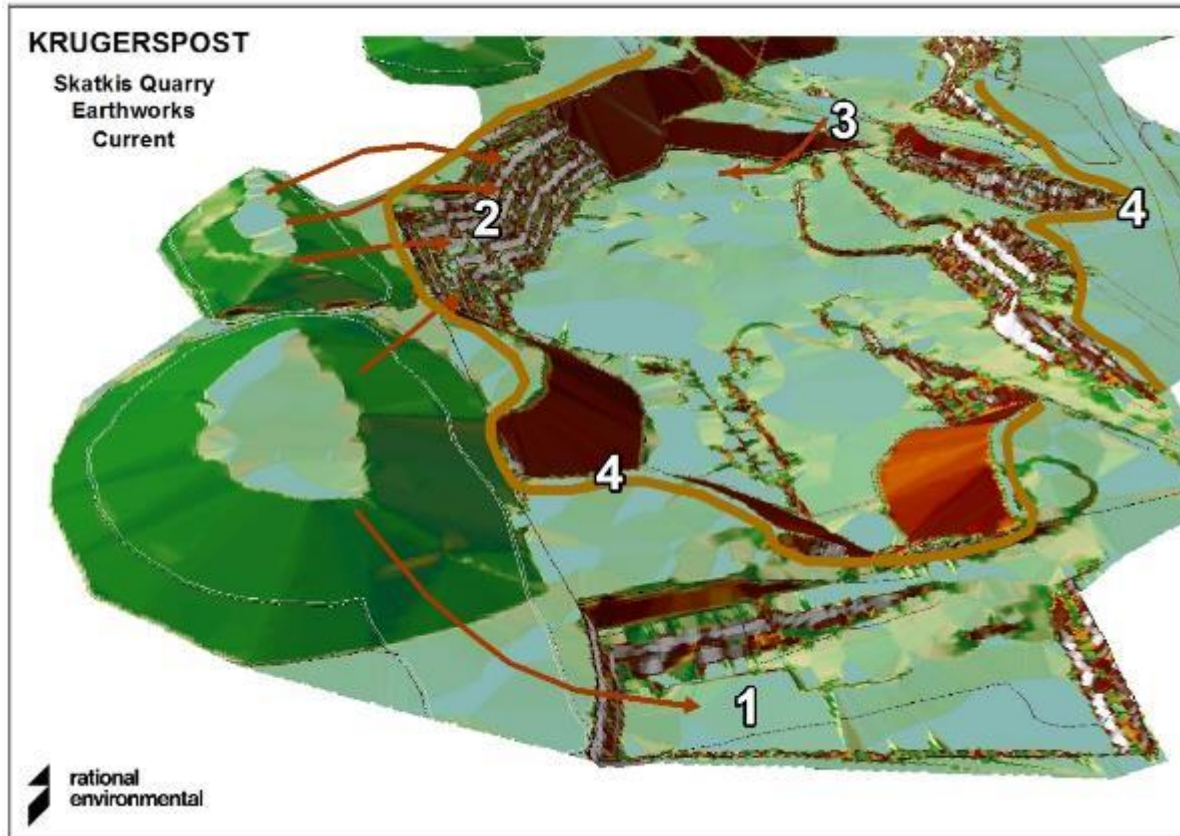 KRUGERSPOST
Skatkis Quarry
Earthworks
Current
3
2
4
4
1
rational
environmental